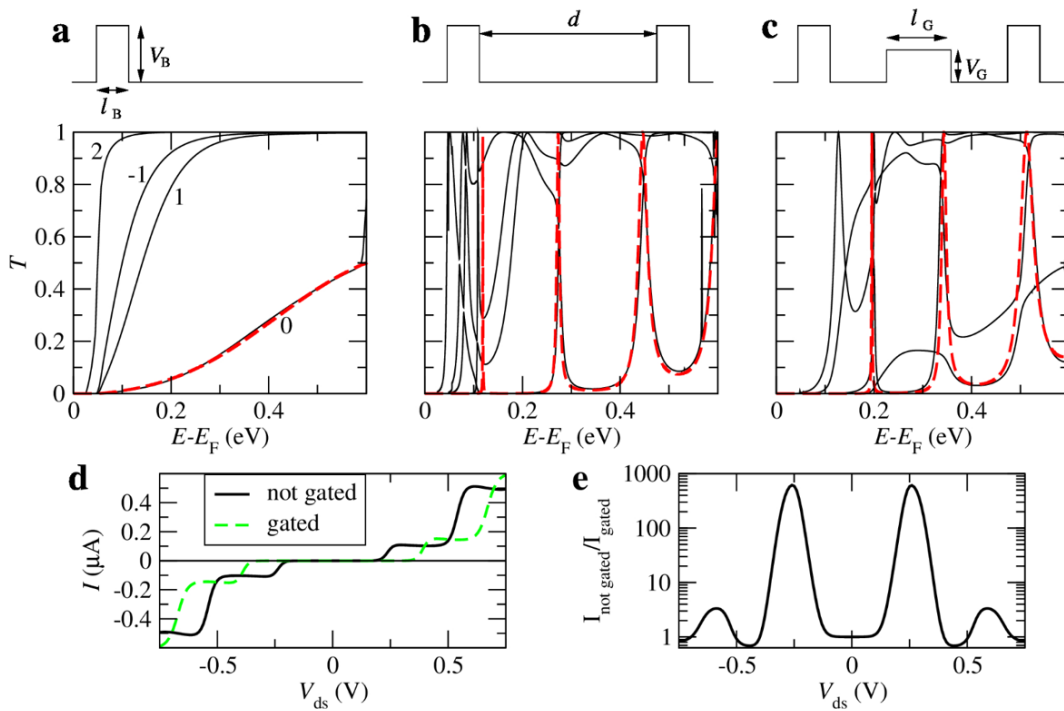 a
V_B
l_B
b
d
c
l_G
V_G
T
1
0.8
0.6
0.4
0.2
0
2
-1
1
0
0 0.2 0.4
E-E_F (eV)
0 0.2 0.4
E-E_F (eV)
0 0.2 0.4
E-E_F (eV)
d
I (μA)
0.4
0.2
0
-0.2
-0.4
not gated
gated
-0.5 0 0.5
V_ds (V)
e
I_not gated/I_gated
1000
100
10
1
-0.5 0 0.5
V_ds (V)